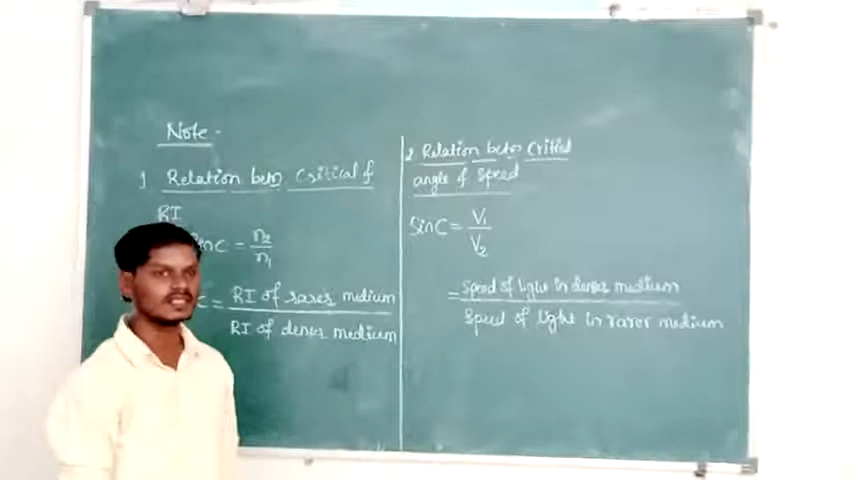 Note -
1 Relation betn Critical &
RI
SinC = n2/n1
C = RI of rarer medium
RI of denser medium
2 Relation betn Critical
angle & Speed
SinC = V1/V2
= Speed of light in denser medium
Speed of light in rarer medium